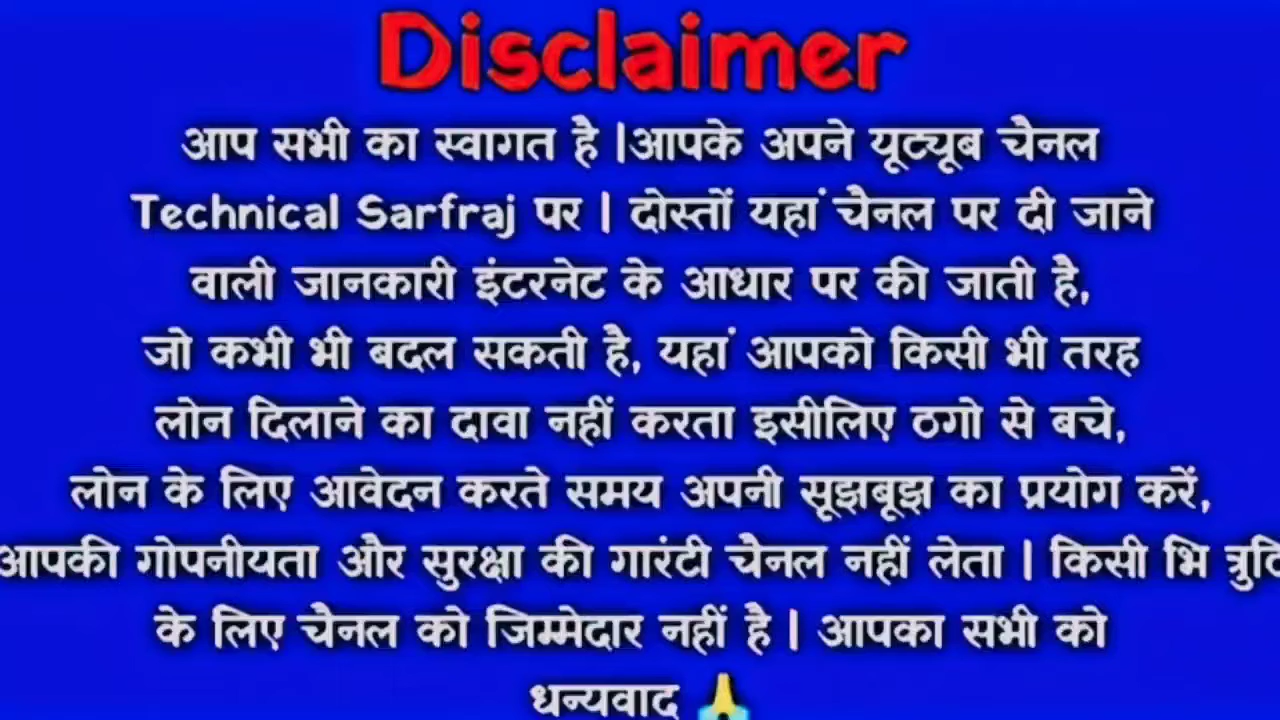 Disclaimer
आप सभी का स्वागत है |आपके अपने यूट्यूब चैनल
Technical Sarfraj पर | दोस्तों यहां चैनल पर दी जाने
वाली जानकारी इंटरनेट के आधार पर की जाती है,
जो कभी भी बदल सकती है, यहां आपको किसी भी तरह
लोन दिलाने का दावा नहीं करता इसीलिए ठगो से बचे,
लोन के लिए आवेदन करते समय अपनी सूझबूझ का प्रयोग करें,
आपकी गोपनीयता और सुरक्षा की गारंटी चैनल नहीं लेता | किसी भि
के लिए चैनल को जिम्मेदार नहीं है | आपका सभी को
धन्यवाद 🙏